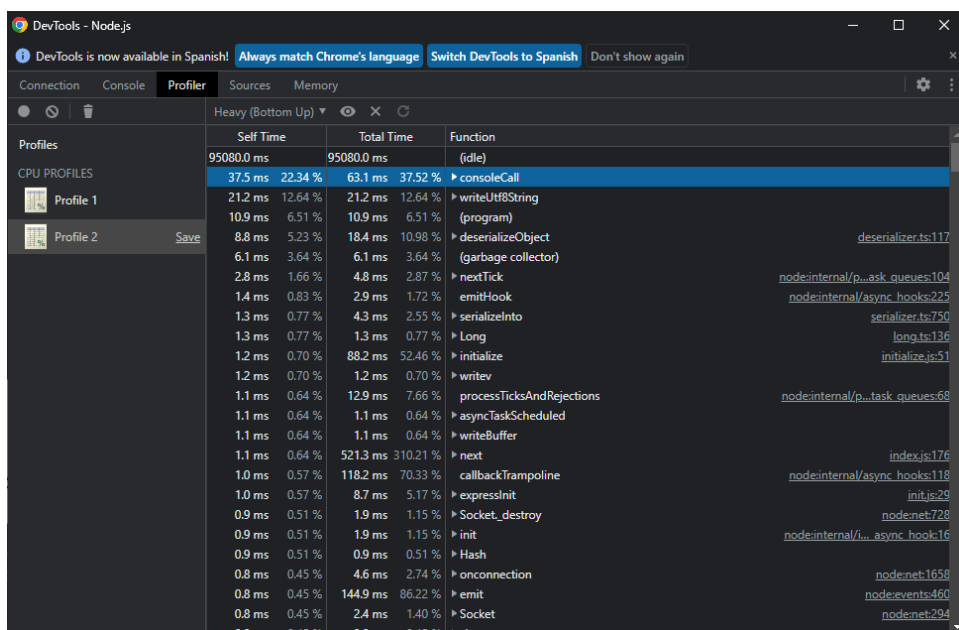 DevTools - Node.js
DevTools is now available in Spanish! Always match Chrome's language Switch DevTools to Spanish Don't show again
Connection Console Profiler Sources Memory
Heavy (Bottom Up)
Profiles
CPU PROFILES
Profile 1
Profile 2 Save
Self Time Total Time Function
95080.0 ms 95080.0 ms (idle)
37.5 ms 22.34 % 63.1 ms 37.52 % consoleCall
21.2 ms 12.64 % 21.2 ms 12.64 % writeUtf8String
10.9 ms 6.51 % 10.9 ms 6.51 % (program)
8.8 ms 5.23 % 18.4 ms 10.98 % deserializeObject deserializer.ts:117
6.1 ms 3.64 % 6.1 ms 3.64 % (garbage collector)
2.8 ms 1.66 % 4.8 ms 2.87 % nextTick node:internal/p...ask_queues:104
1.4 ms 0.83 % 2.9 ms 1.72 % emitHook node:internal/async_hooks:225
1.3 ms 0.77 % 4.3 ms 2.55 % serializeInto serializer.ts:750
1.3 ms 0.77 % 1.3 ms 0.77 % Long long.ts:136
1.2 ms 0.70 % 88.2 ms 52.46 % initialize initialize.js:51
1.2 ms 0.70 % 1.2 ms 0.70 % writev
1.1 ms 0.64 % 12.9 ms 7.66 % processTicksAndRejections node:internal/p...task_queues:68
1.1 ms 0.64 % 1.1 ms 0.64 % asyncTaskScheduled
1.1 ms 0.64 % 1.1 ms 0.64 % writeBuffer
1.1 ms 0.64 % 521.3 ms 310.21 % next index.js:176
1.0 ms 0.57 % 118.2 ms 70.33 % callbackTrampoline node:internal/async_hooks:118
1.0 ms 0.57 % 8.7 ms 5.17 % expressInit init.js:29
0.9 ms 0.51 % 1.9 ms 1.15 % Socket._destroy node:net:728
0.9 ms 0.51 % 1.9 ms 1.15 % init node:internal/i... async_hook:16
0.9 ms 0.51 % 0.9 ms 0.51 % Hash
0.8 ms 0.45 % 4.6 ms 2.74 % onconnection node:net:1658
0.8 ms 0.45 % 144.9 ms 86.22 % emit node:events:460
0.8 ms 0.45 % 2.4 ms 1.40 % Socket node:net:294